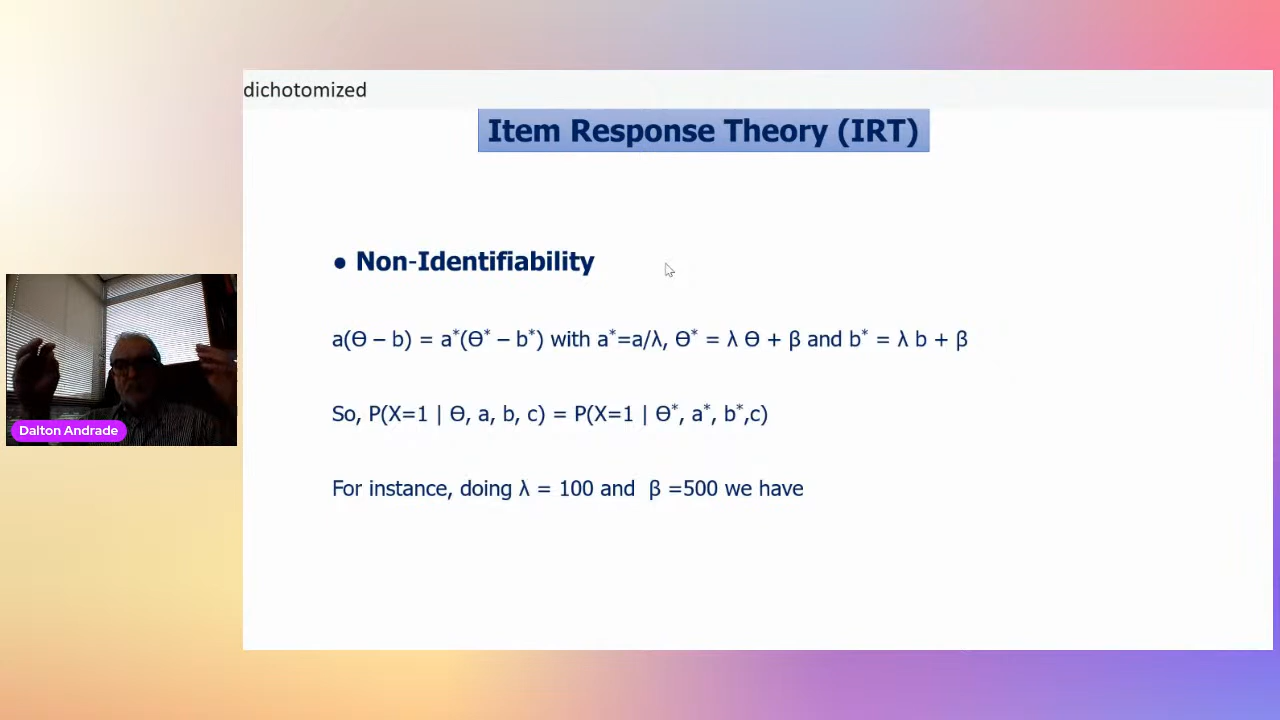 dichotomized
Item Response Theory (IRT)
• Non-Identifiability
a(Ɵ – b) = a*(Ɵ* – b*) with a*=a/λ, Ɵ* = λ Ɵ + β and b* = λ b + β
So, P(X=1 | Ɵ, a, b, c) = P(X=1 | Ɵ*, a*, b*,c)
For instance, doing λ = 100 and β =500 we have
Dalton Andrade